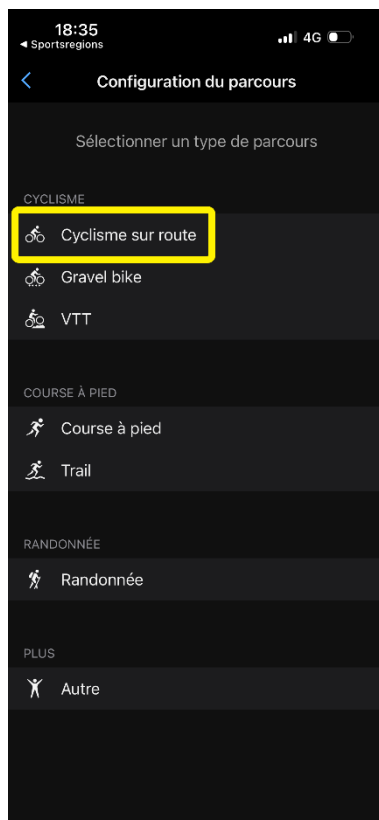 18:35
◀ Sportsregions
4G
Configuration du parcours
Sélectionner un type de parcours
CYCLISME
Cyclisme sur route
Gravel bike
VTT
COURSE À PIED
Course à pied
Trail
RANDONNÉE
Randonnée
PLUS
Autre